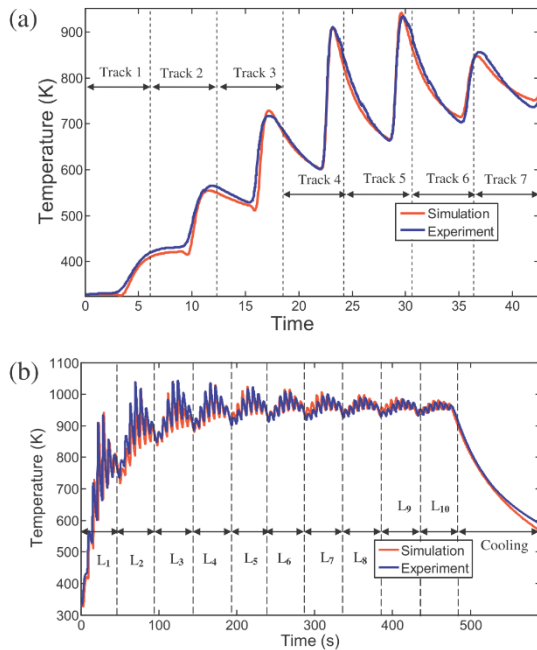 (a)
Temperature (K)
900
800
700
600
500
400
Track 1
Track 2
Track 3
Track 4
Track 5
Track 6
Track 7
Simulation
Experiment
0 5 10 15 20 25 30 35 40
Time
(b)
Temperature (K)
1100
1000
900
800
700
600
500
400
300
L9 L10
L1 L2 L3 L4 L5 L6 L7 L8
Simulation
Experiment
Cooling
0 100 200 300 400 500
Time (s)